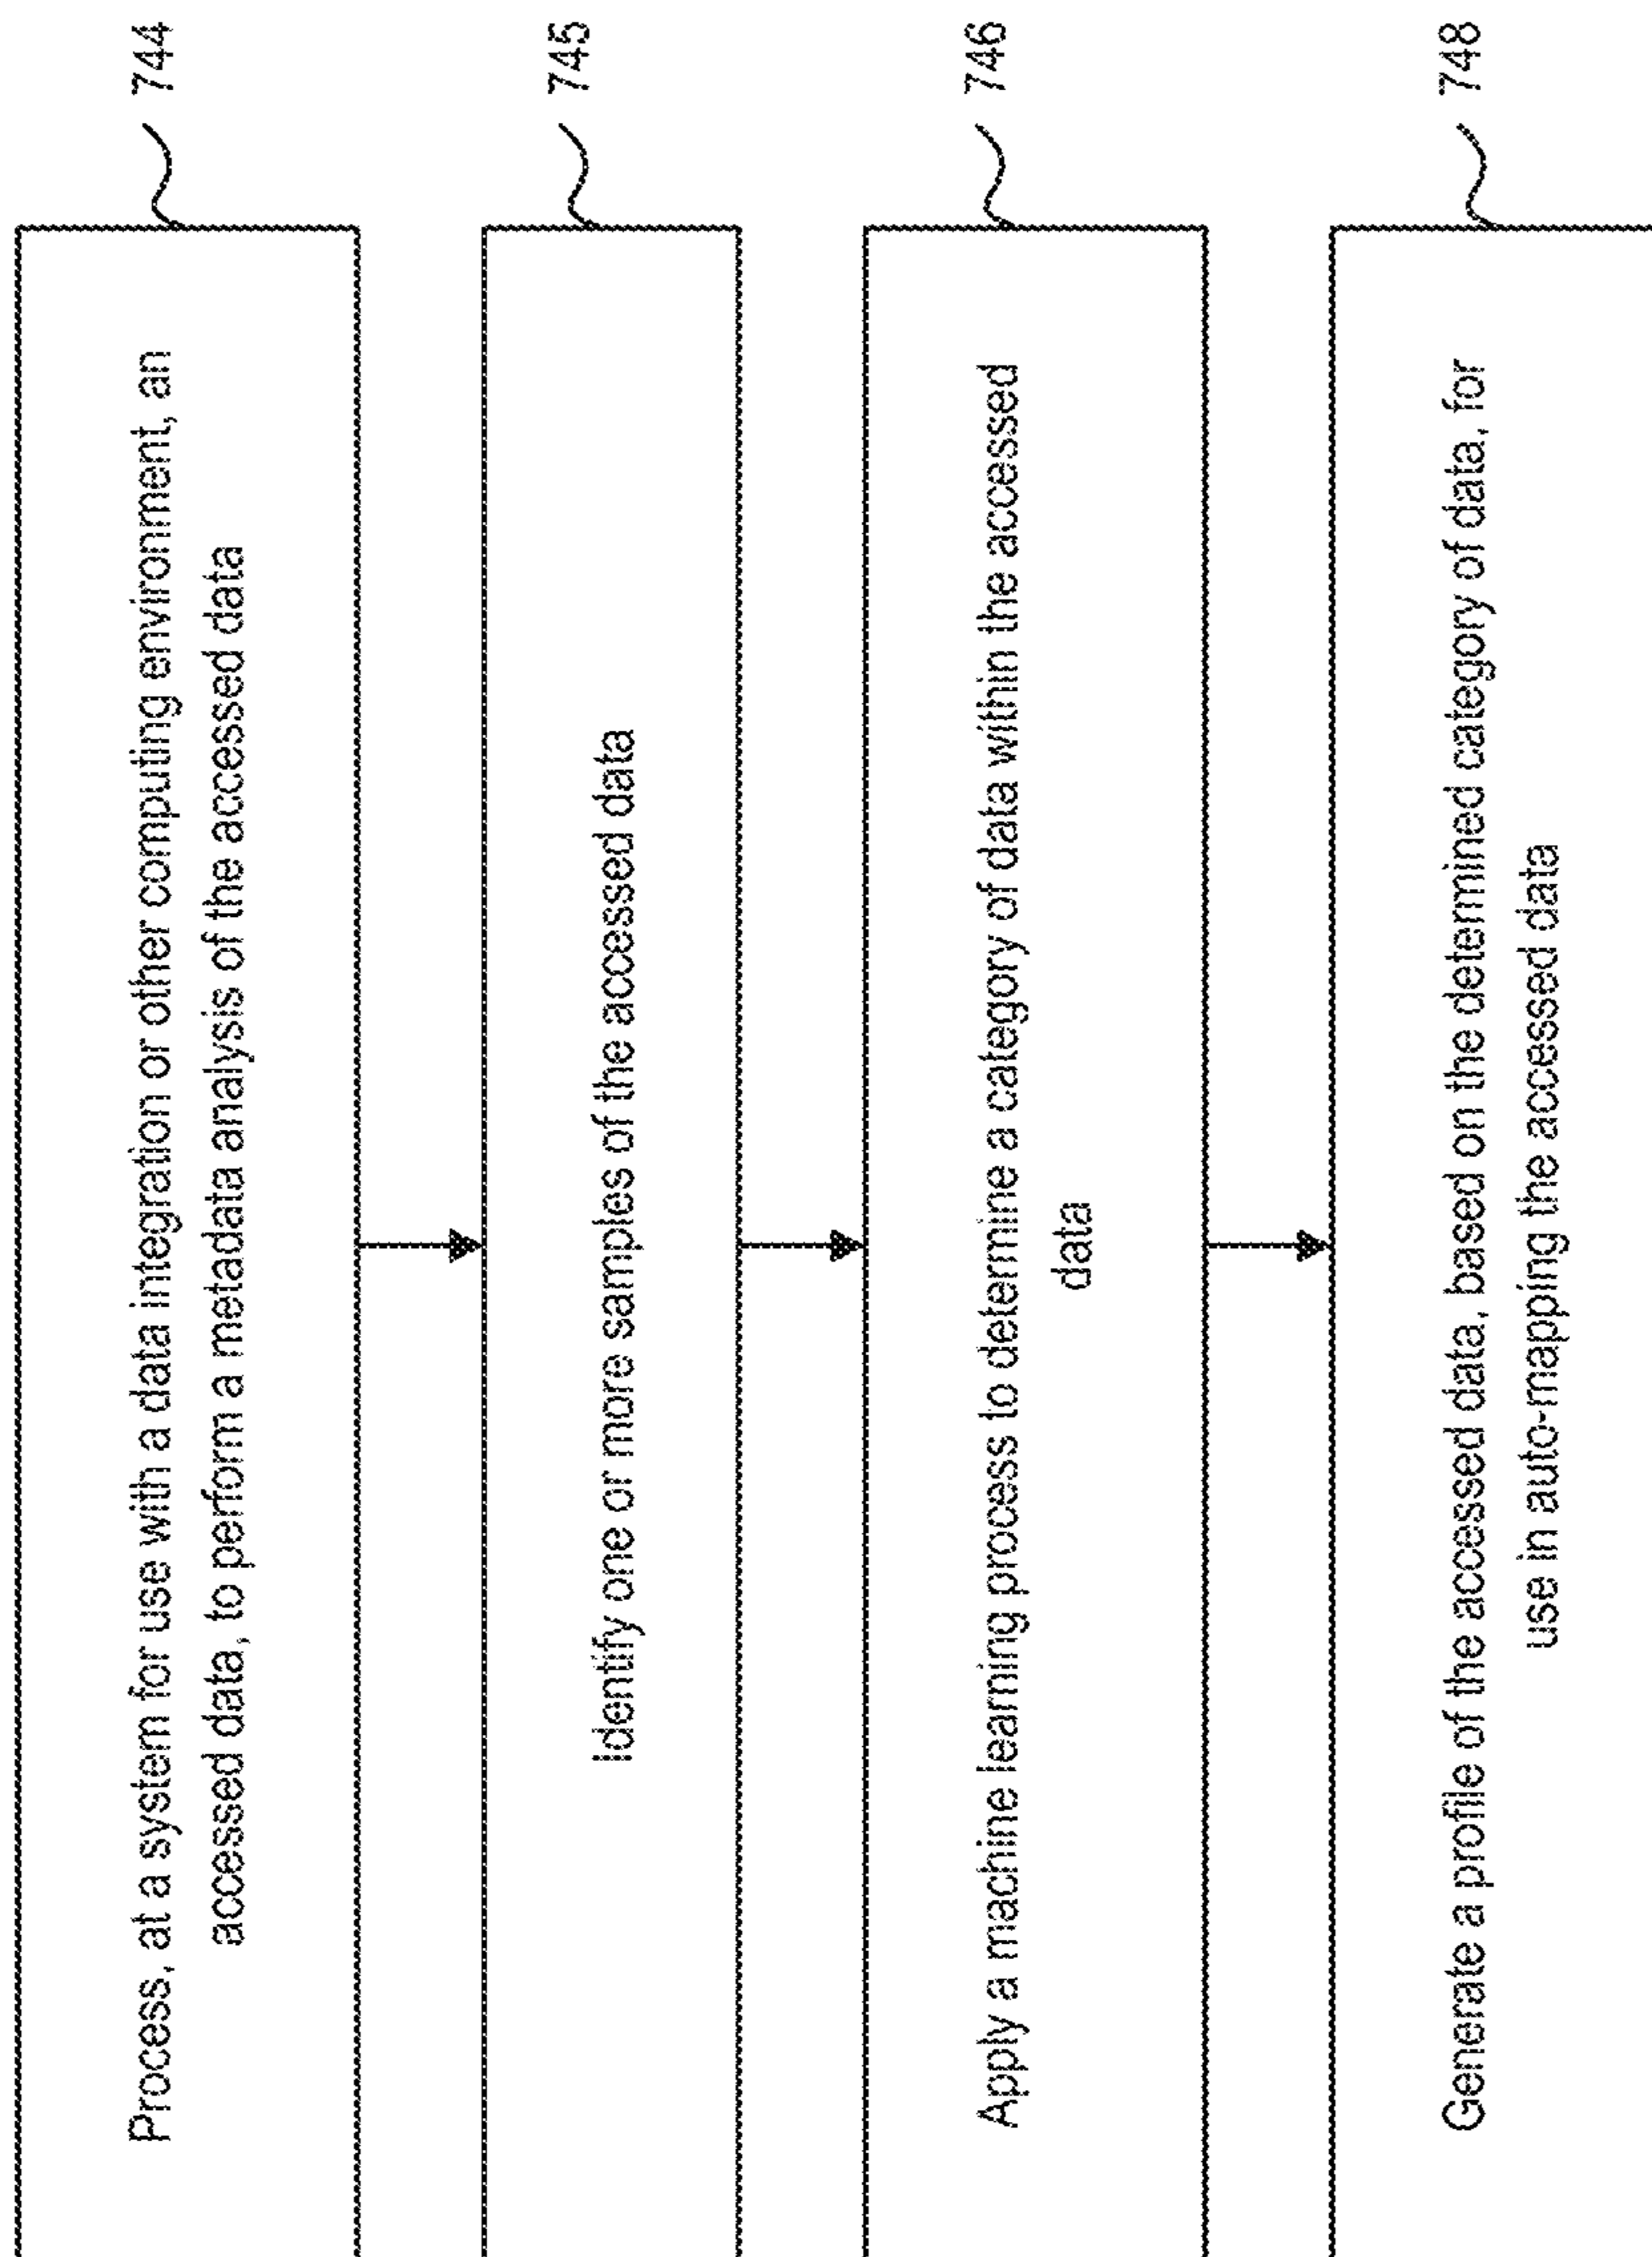 Process, at a system for use with a data integration or other computing environment, an
accessed data, to perform a metadata analysis of the accessed data
744
Identify one or more samples of the accessed data
745
Apply a machine learning process to determine a category of data within the accessed
data
746
Generate a profile of the accessed data, based on the determined category of data, for
use in auto-mapping the accessed data
748